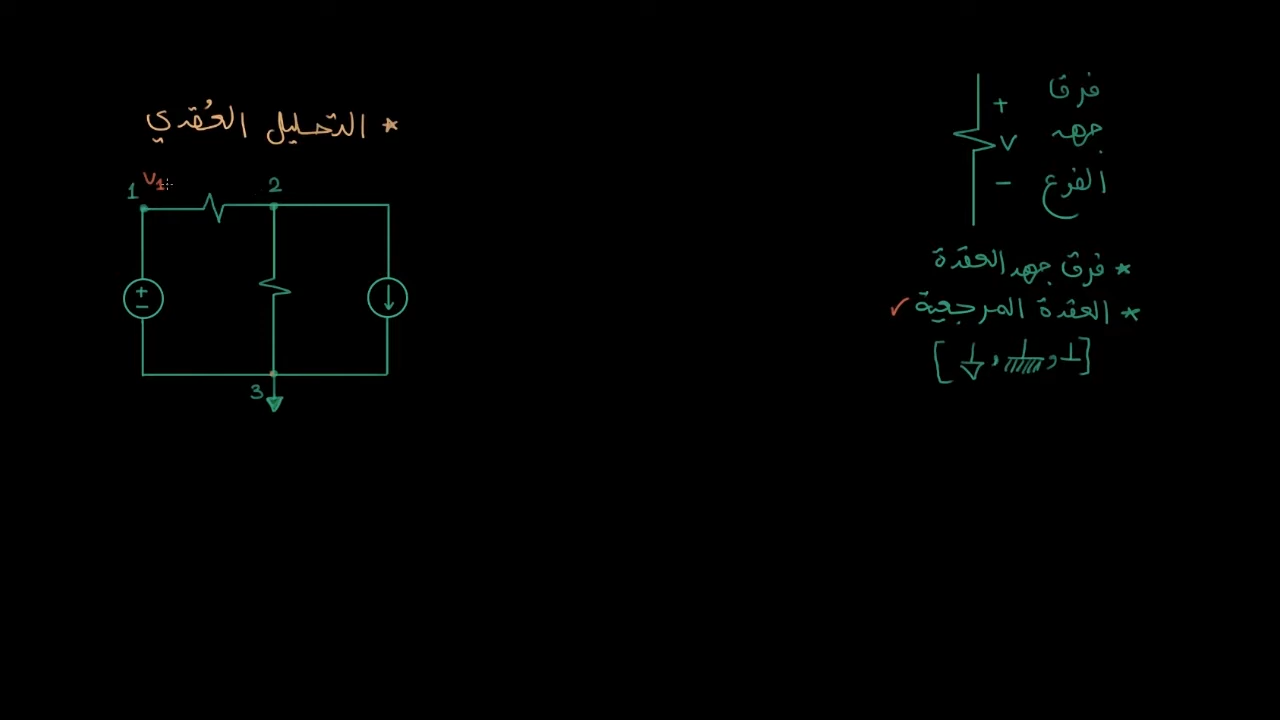 * التحليل العُقدي
1 V1
2
+
-
3
فرق
+
جهد
V
الفرع
-
* فرق جهد العقدة
* العقدة المرجعية ✓
[ , , ]